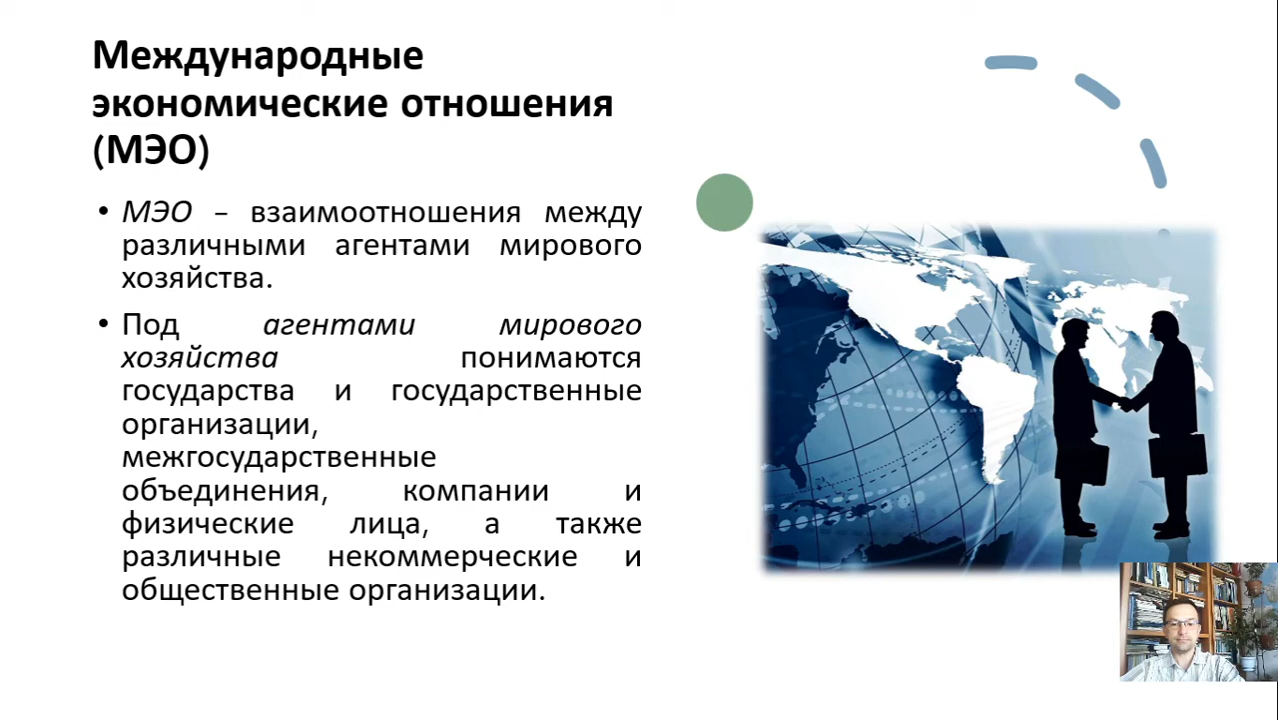 Международные
экономические отношения
(МЭО)
• МЭО – взаимоотношения между
различными агентами мирового
хозяйства.
• Под агентами мирового
хозяйства понимаются
государства и государственные
организации,
межгосударственные
объединения, компании и
физические лица, а также
различные некоммерческие и
общественные организации.